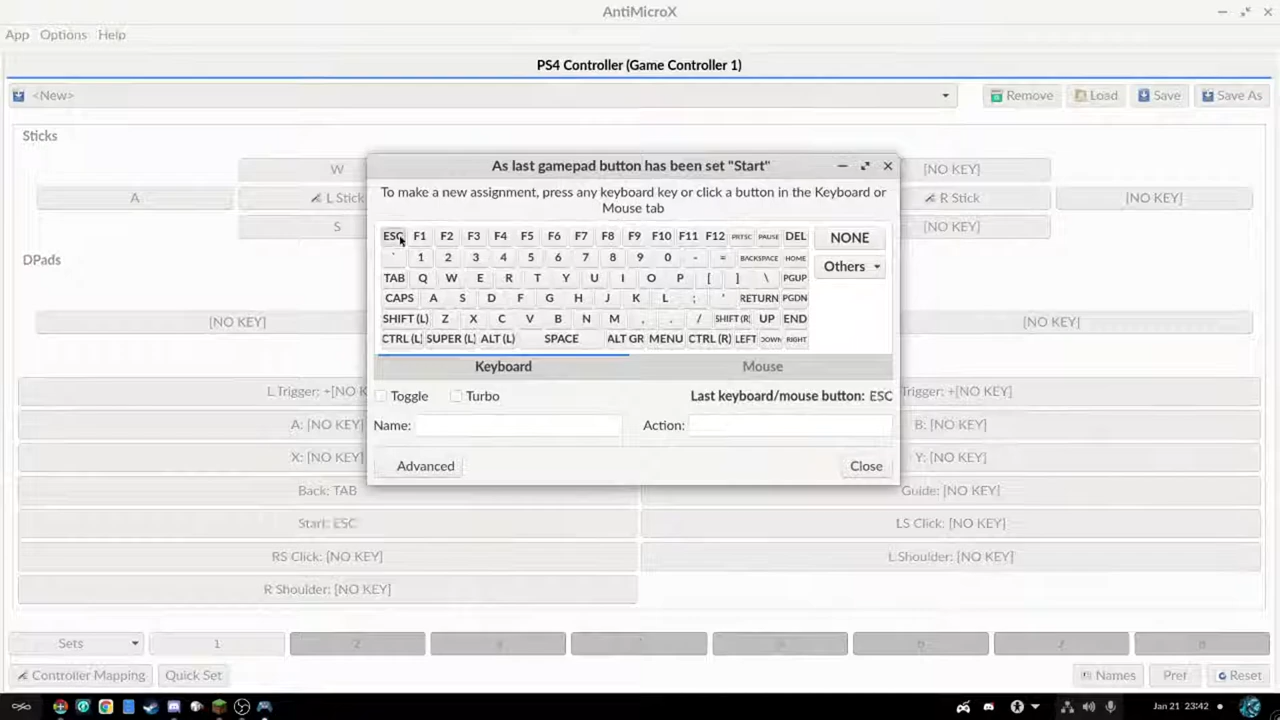 AntiMicroX
App Options Help
PS4 Controller (Game Controller 1)
<New> Remove Load Save Save As
Sticks
W [NO KEY]
A L Stick R Stick [NO KEY]
S [NO KEY]
DPads
[NO KEY] [NO KEY]
L Trigger: +[NO K Trigger: +[NO KEY]
A: [NO KEY] B: [NO KEY]
X: [NO KEY] Y: [NO KEY]
Back: TAB Guide: [NO KEY]
Start: ESC LS Click: [NO KEY]
RS Click: [NO KEY] L Shoulder: [NO KEY]
R Shoulder: [NO KEY]
As last gamepad button has been set "Start"
To make a new assignment, press any keyboard key or click a button in the Keyboard or
Mouse tab
ESC F1 F2 F3 F4 F5 F6 F7 F8 F9 F10 F11 F12 PRTSC PAUSE DEL NONE
` 1 2 3 4 5 6 7 8 9 0 - = BACKSPACE HOME Others
TAB Q W E R T Y U I O P [ ] \ PGUP
CAPS A S D F G H J K L ; ' RETURN PGDN
SHIFT (L) Z X C V B N M , . / SHIFT (R) UP END
CTRL (L) SUPER (L) ALT (L) SPACE ALT GR MENU CTRL (R) LEFT DOWN RIGHT
Keyboard Mouse
Toggle Turbo Last keyboard/mouse button: ESC
Name: Action:
Advanced Close
Sets 1 2
Controller Mapping Quick Set Names Pref Reset
Jan 21 23:42